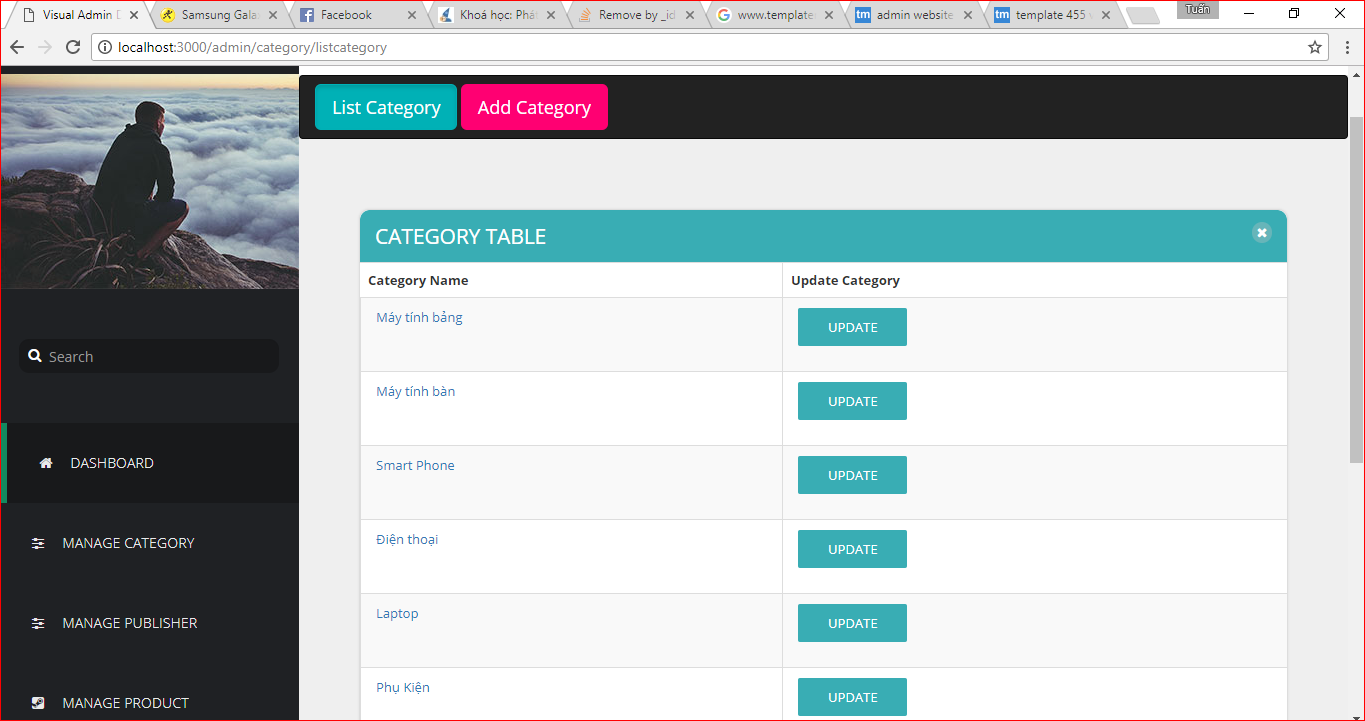 Visual Admin D
Samsung Gala
Facebook
Khoá học: Phá
Remove by _id
www.template
admin website
template 455 v
Tuấn
localhost:3000/admin/category/listcategory
List Category
Add Category
CATEGORY TABLE
Category Name
Update Category
Máy tính bảng
UPDATE
Máy tính bàn
UPDATE
Smart Phone
UPDATE
Điện thoại
UPDATE
Laptop
UPDATE
Phụ Kiện
UPDATE
Search
DASHBOARD
MANAGE CATEGORY
MANAGE PUBLISHER
MANAGE PRODUCT